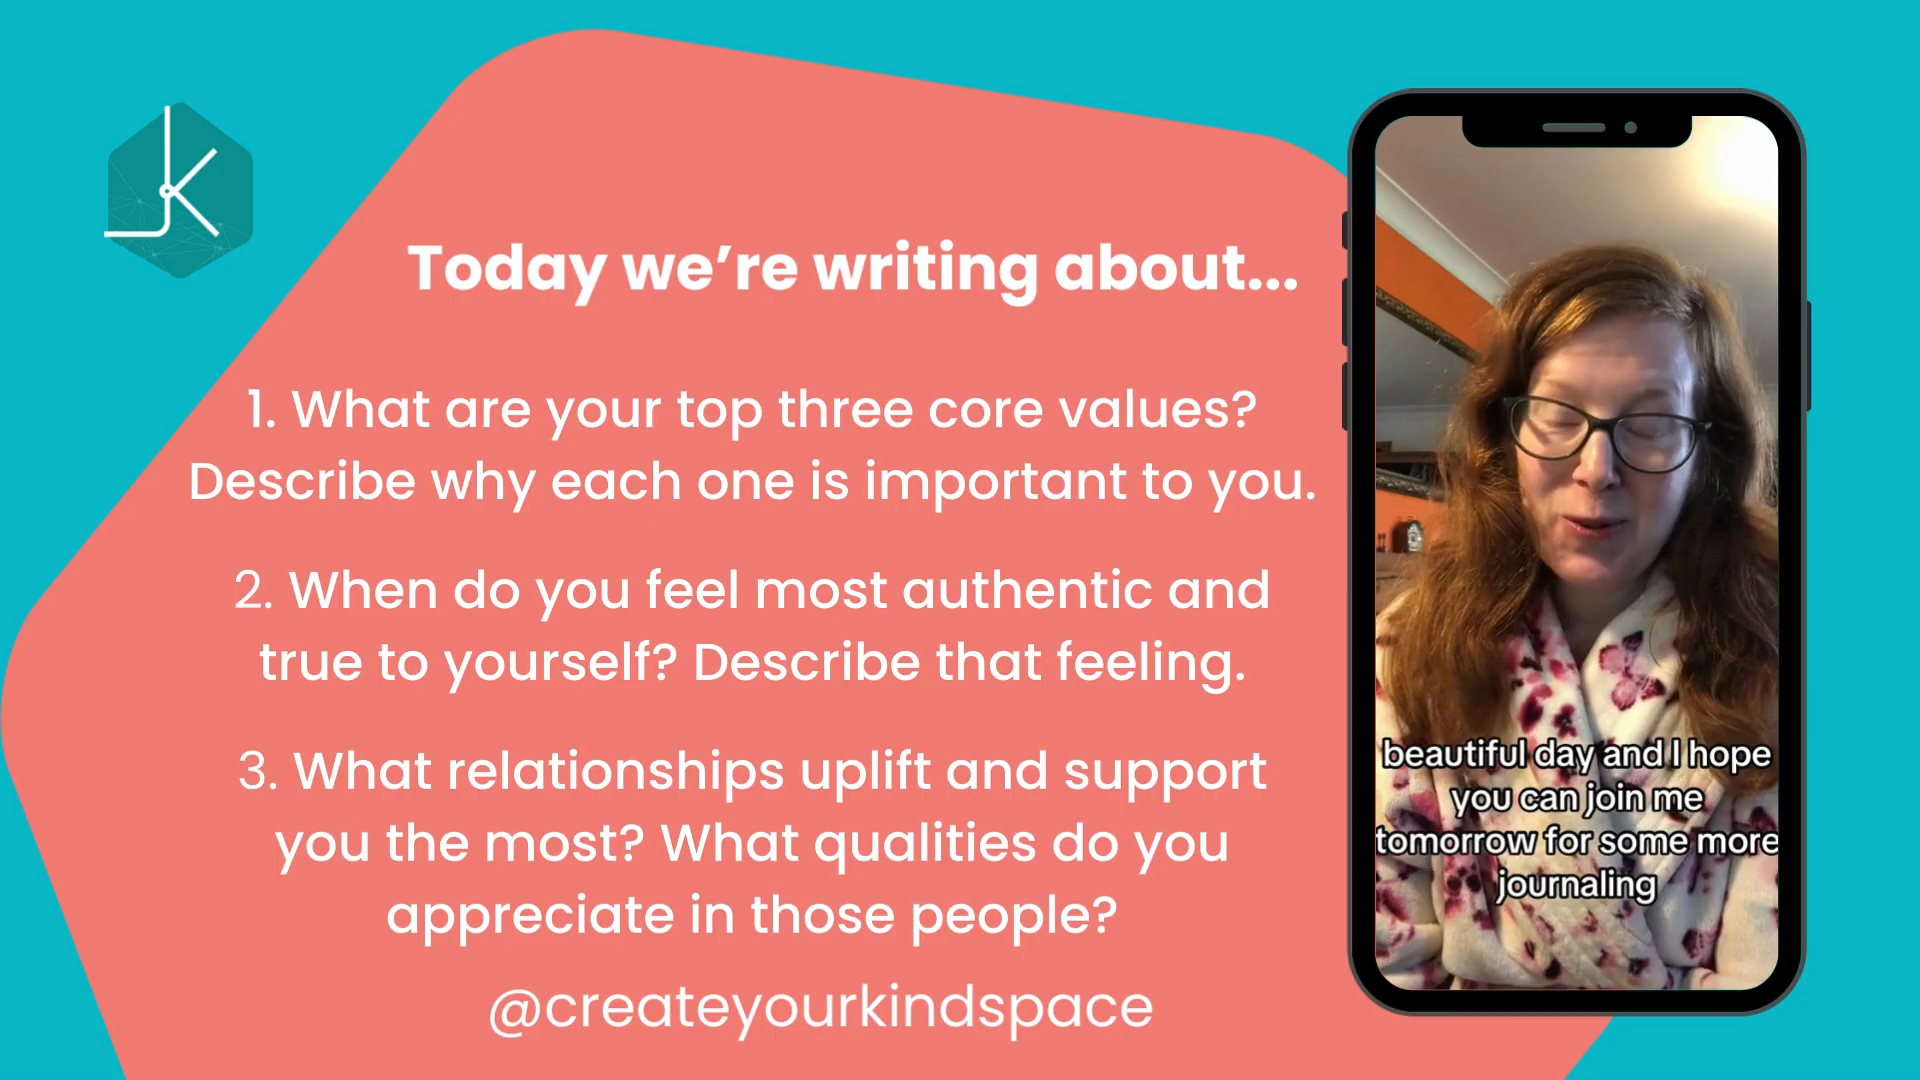 Today we’re writing about...
1. What are your top three core values?
Describe why each one is important to you.
2. When do you feel most authentic and
true to yourself? Describe that feeling.
3. What relationships uplift and support
you the most? What qualities do you
appreciate in those people?
@createyourkindspace
beautiful day and I hope
you can join me
tomorrow for some more
journaling